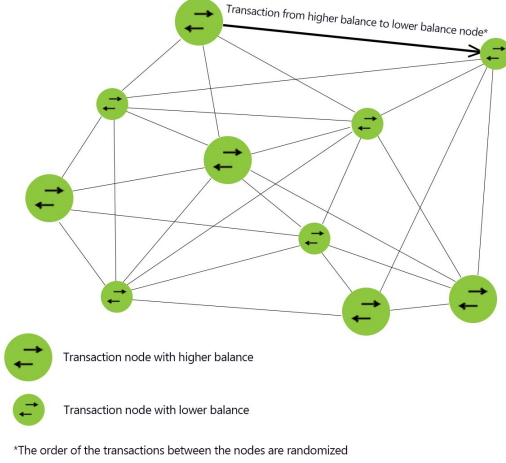 Transaction from higher balance to lower balance node*
Transaction node with higher balance
Transaction node with lower balance
*The order of the transactions between the nodes are randomized